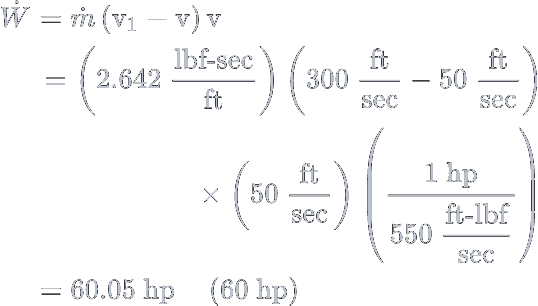 Ẇ = ṁ (v₁ − v) v
= (2.642 lbf-sec/ft) (300 ft/sec − 50 ft/sec)
× (50 ft/sec) (1 hp / 550 ft-lbf/sec)
= 60.05 hp (60 hp)